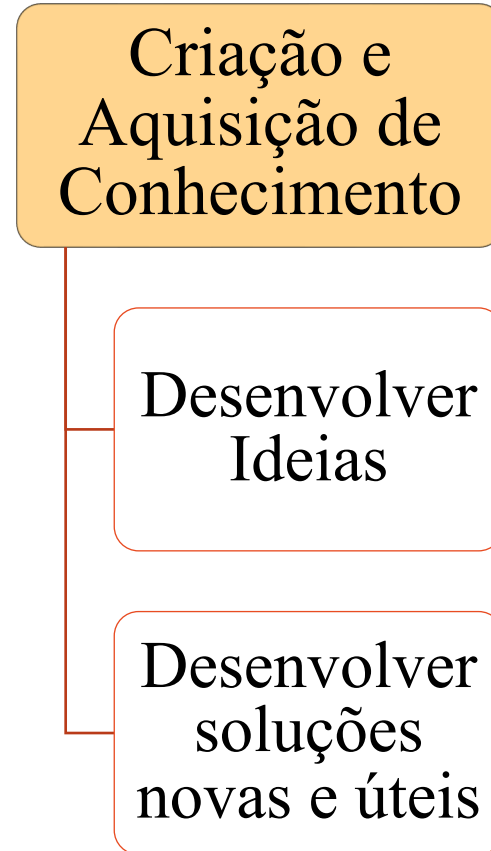 Criação e
Aquisição de
Conhecimento
Desenvolver
Ideias
Desenvolver
soluções
novas e úteis